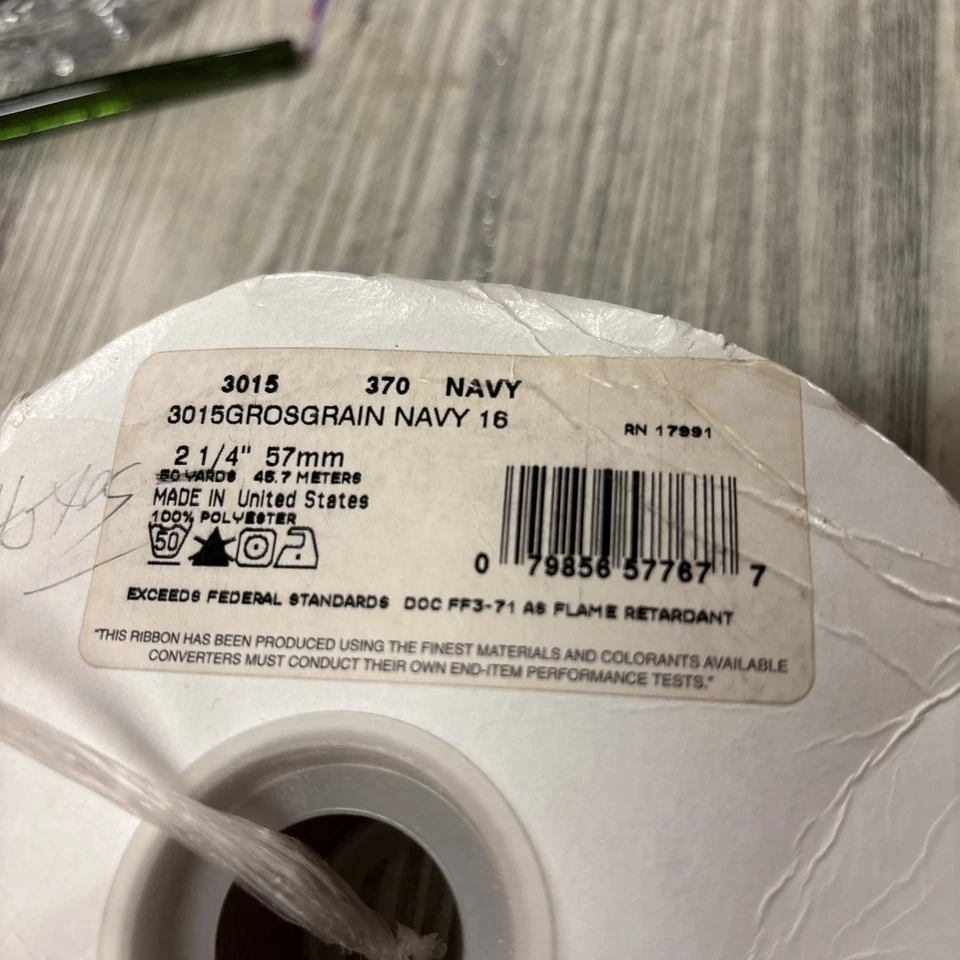 3015 370 NAVY
3015GROSGRAIN NAVY 16
RN 17991
2 1/4" 57mm
50 YARDS 45.7 METERS
MADE IN United States
100% POLYESTER
50
0 79856 57767 7
EXCEEDS FEDERAL STANDARDS DOC FF3-71 AS FLAME RETARDANT
"THIS RIBBON HAS BEEN PRODUCED USING THE FINEST MATERIALS AND COLORANTS AVAILABLE
CONVERTERS MUST CONDUCT THEIR OWN END-ITEM PERFORMANCE TESTS."